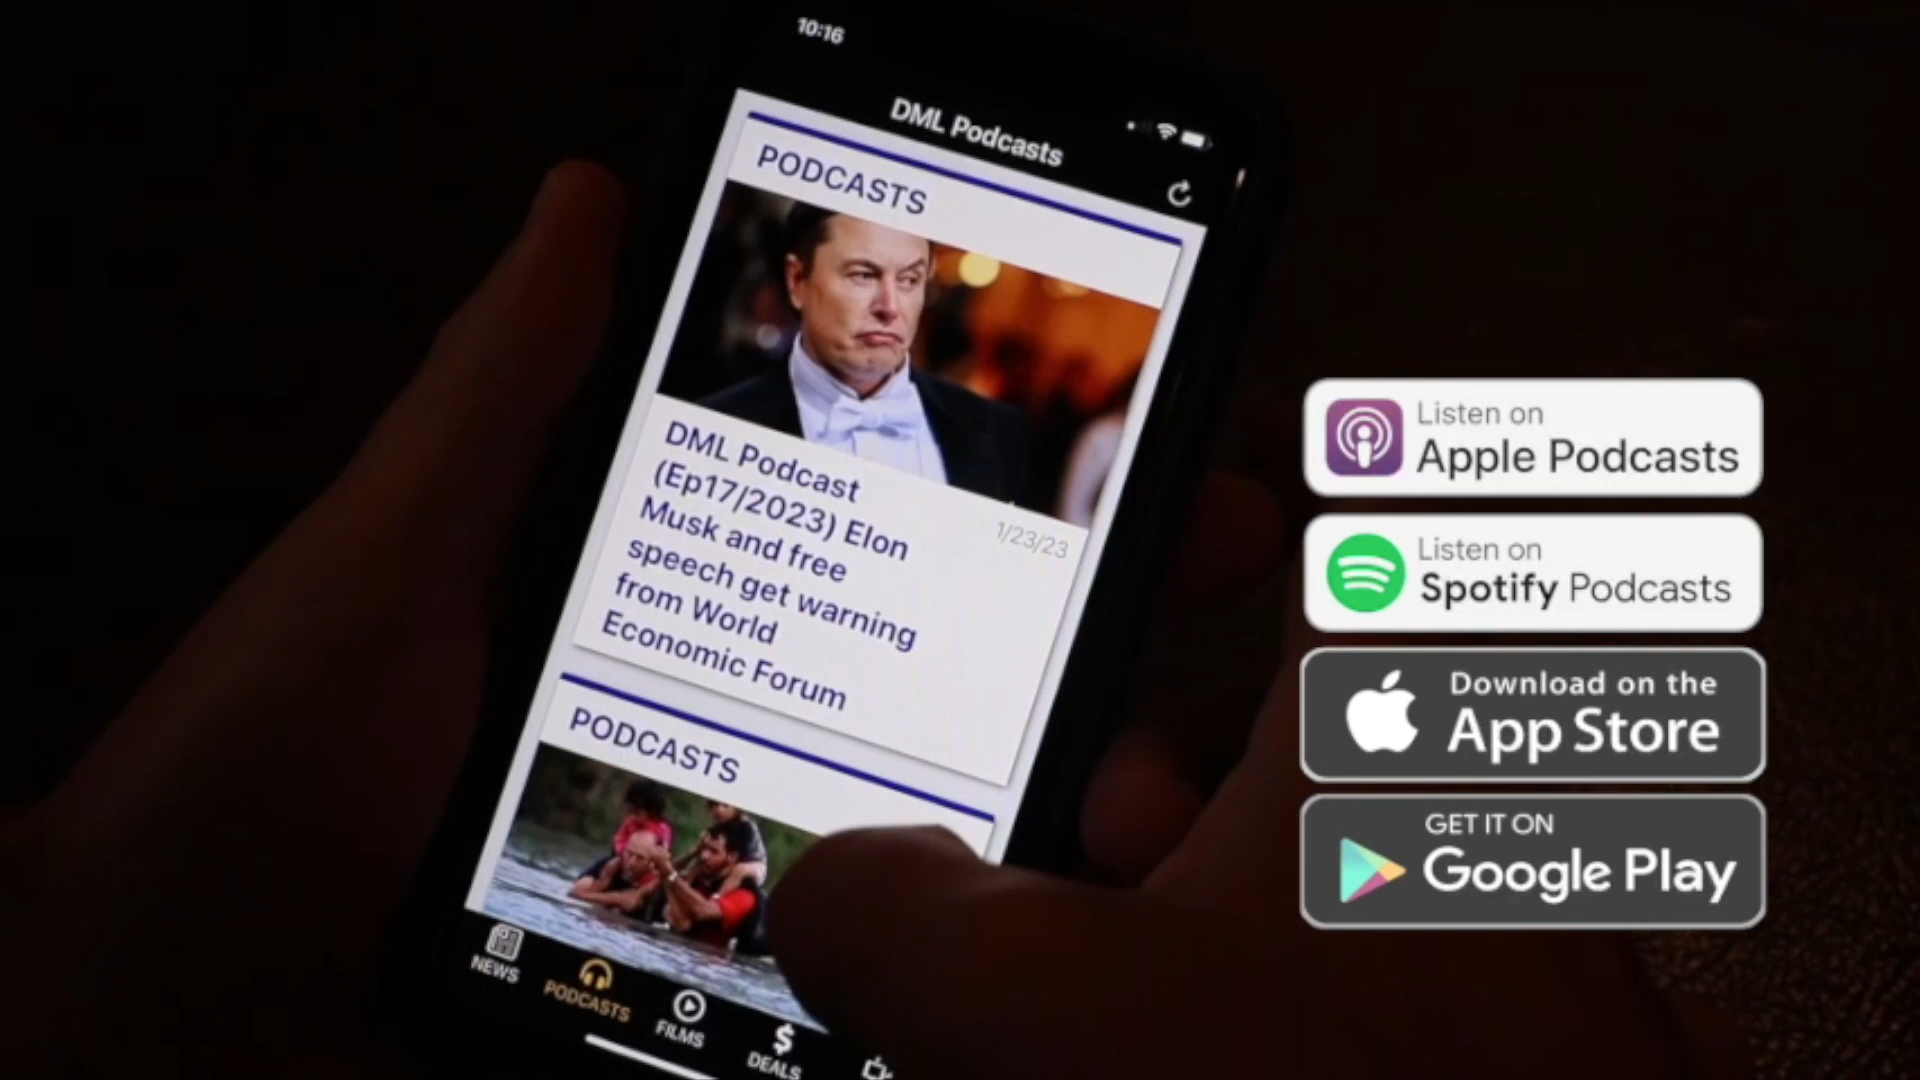 10:16
DML Podcasts
PODCASTS
DML Podcast
(Ep17/2023) Elon
Musk and free
speech get warning
from World
Economic Forum
1/23/23
PODCASTS
NEWS
PODCASTS
FILMS
DEALS
Listen on
Apple Podcasts
Listen on
Spotify Podcasts
Download on the
App Store
GET IT ON
Google Play